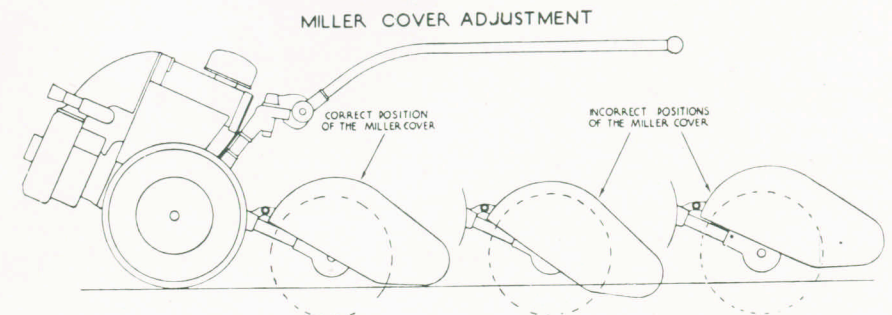 MILLER COVER ADJUSTMENT
CORRECT POSITION
OF THE MILLER COVER
INCORRECT POSITIONS
OF THE MILLER COVER